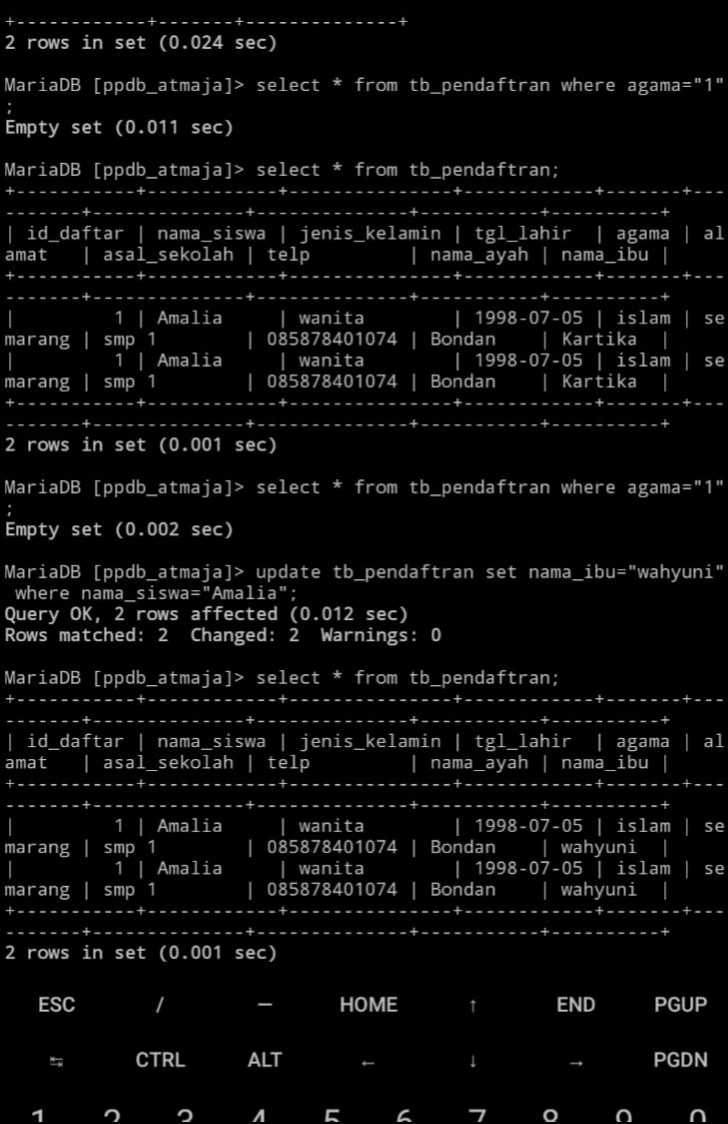 +------------+-------+--------------+
2 rows in set (0.024 sec)
MariaDB [ppdb_atmaja]> select * from tb_pendaftran where agama="1"
;
Empty set (0.011 sec)
MariaDB [ppdb_atmaja]> select * from tb_pendaftran;
+-----------+------------+---------------+------------+-------+---
-------+--------------+--------------+-----------+----------+
| id_daftar | nama_siswa | jenis_kelamin | tgl_lahir  | agama | al
amat   | asal_sekolah | telp         | nama_ayah | nama_ibu |
+-----------+------------+---------------+------------+-------+---
-------+--------------+--------------+-----------+----------+
|         1 | Amalia     | wanita        | 1998-07-05 | islam | se
marang | smp 1        | 085878401074 | Bondan    | Kartika  |
|         1 | Amalia     | wanita        | 1998-07-05 | islam | se
marang | smp 1        | 085878401074 | Bondan    | Kartika  |
+-----------+------------+---------------+------------+-------+---
-------+--------------+--------------+-----------+----------+
2 rows in set (0.001 sec)
MariaDB [ppdb_atmaja]> select * from tb_pendaftran where agama="1"
;
Empty set (0.002 sec)
MariaDB [ppdb_atmaja]> update tb_pendaftran set nama_ibu="wahyuni"
 where nama_siswa="Amalia";
Query OK, 2 rows affected (0.012 sec)
Rows matched: 2  Changed: 2  Warnings: 0
MariaDB [ppdb_atmaja]> select * from tb_pendaftran;
+-----------+------------+---------------+------------+-------+---
-------+--------------+--------------+-----------+----------+
| id_daftar | nama_siswa | jenis_kelamin | tgl_lahir  | agama | al
amat   | asal_sekolah | telp         | nama_ayah | nama_ibu |
+-----------+------------+---------------+------------+-------+---
-------+--------------+--------------+-----------+----------+
|         1 | Amalia     | wanita        | 1998-07-05 | islam | se
marang | smp 1        | 085878401074 | Bondan    | wahyuni  |
|         1 | Amalia     | wanita        | 1998-07-05 | islam | se
marang | smp 1        | 085878401074 | Bondan    | wahyuni  |
+-----------+------------+---------------+------------+-------+---
-------+--------------+--------------+-----------+----------+
2 rows in set (0.001 sec)
ESC / — HOME ↑ END PGUP
↹ CTRL ALT ← ↓ → PGDN
1 2 3 4 5 6 7 8 9 0